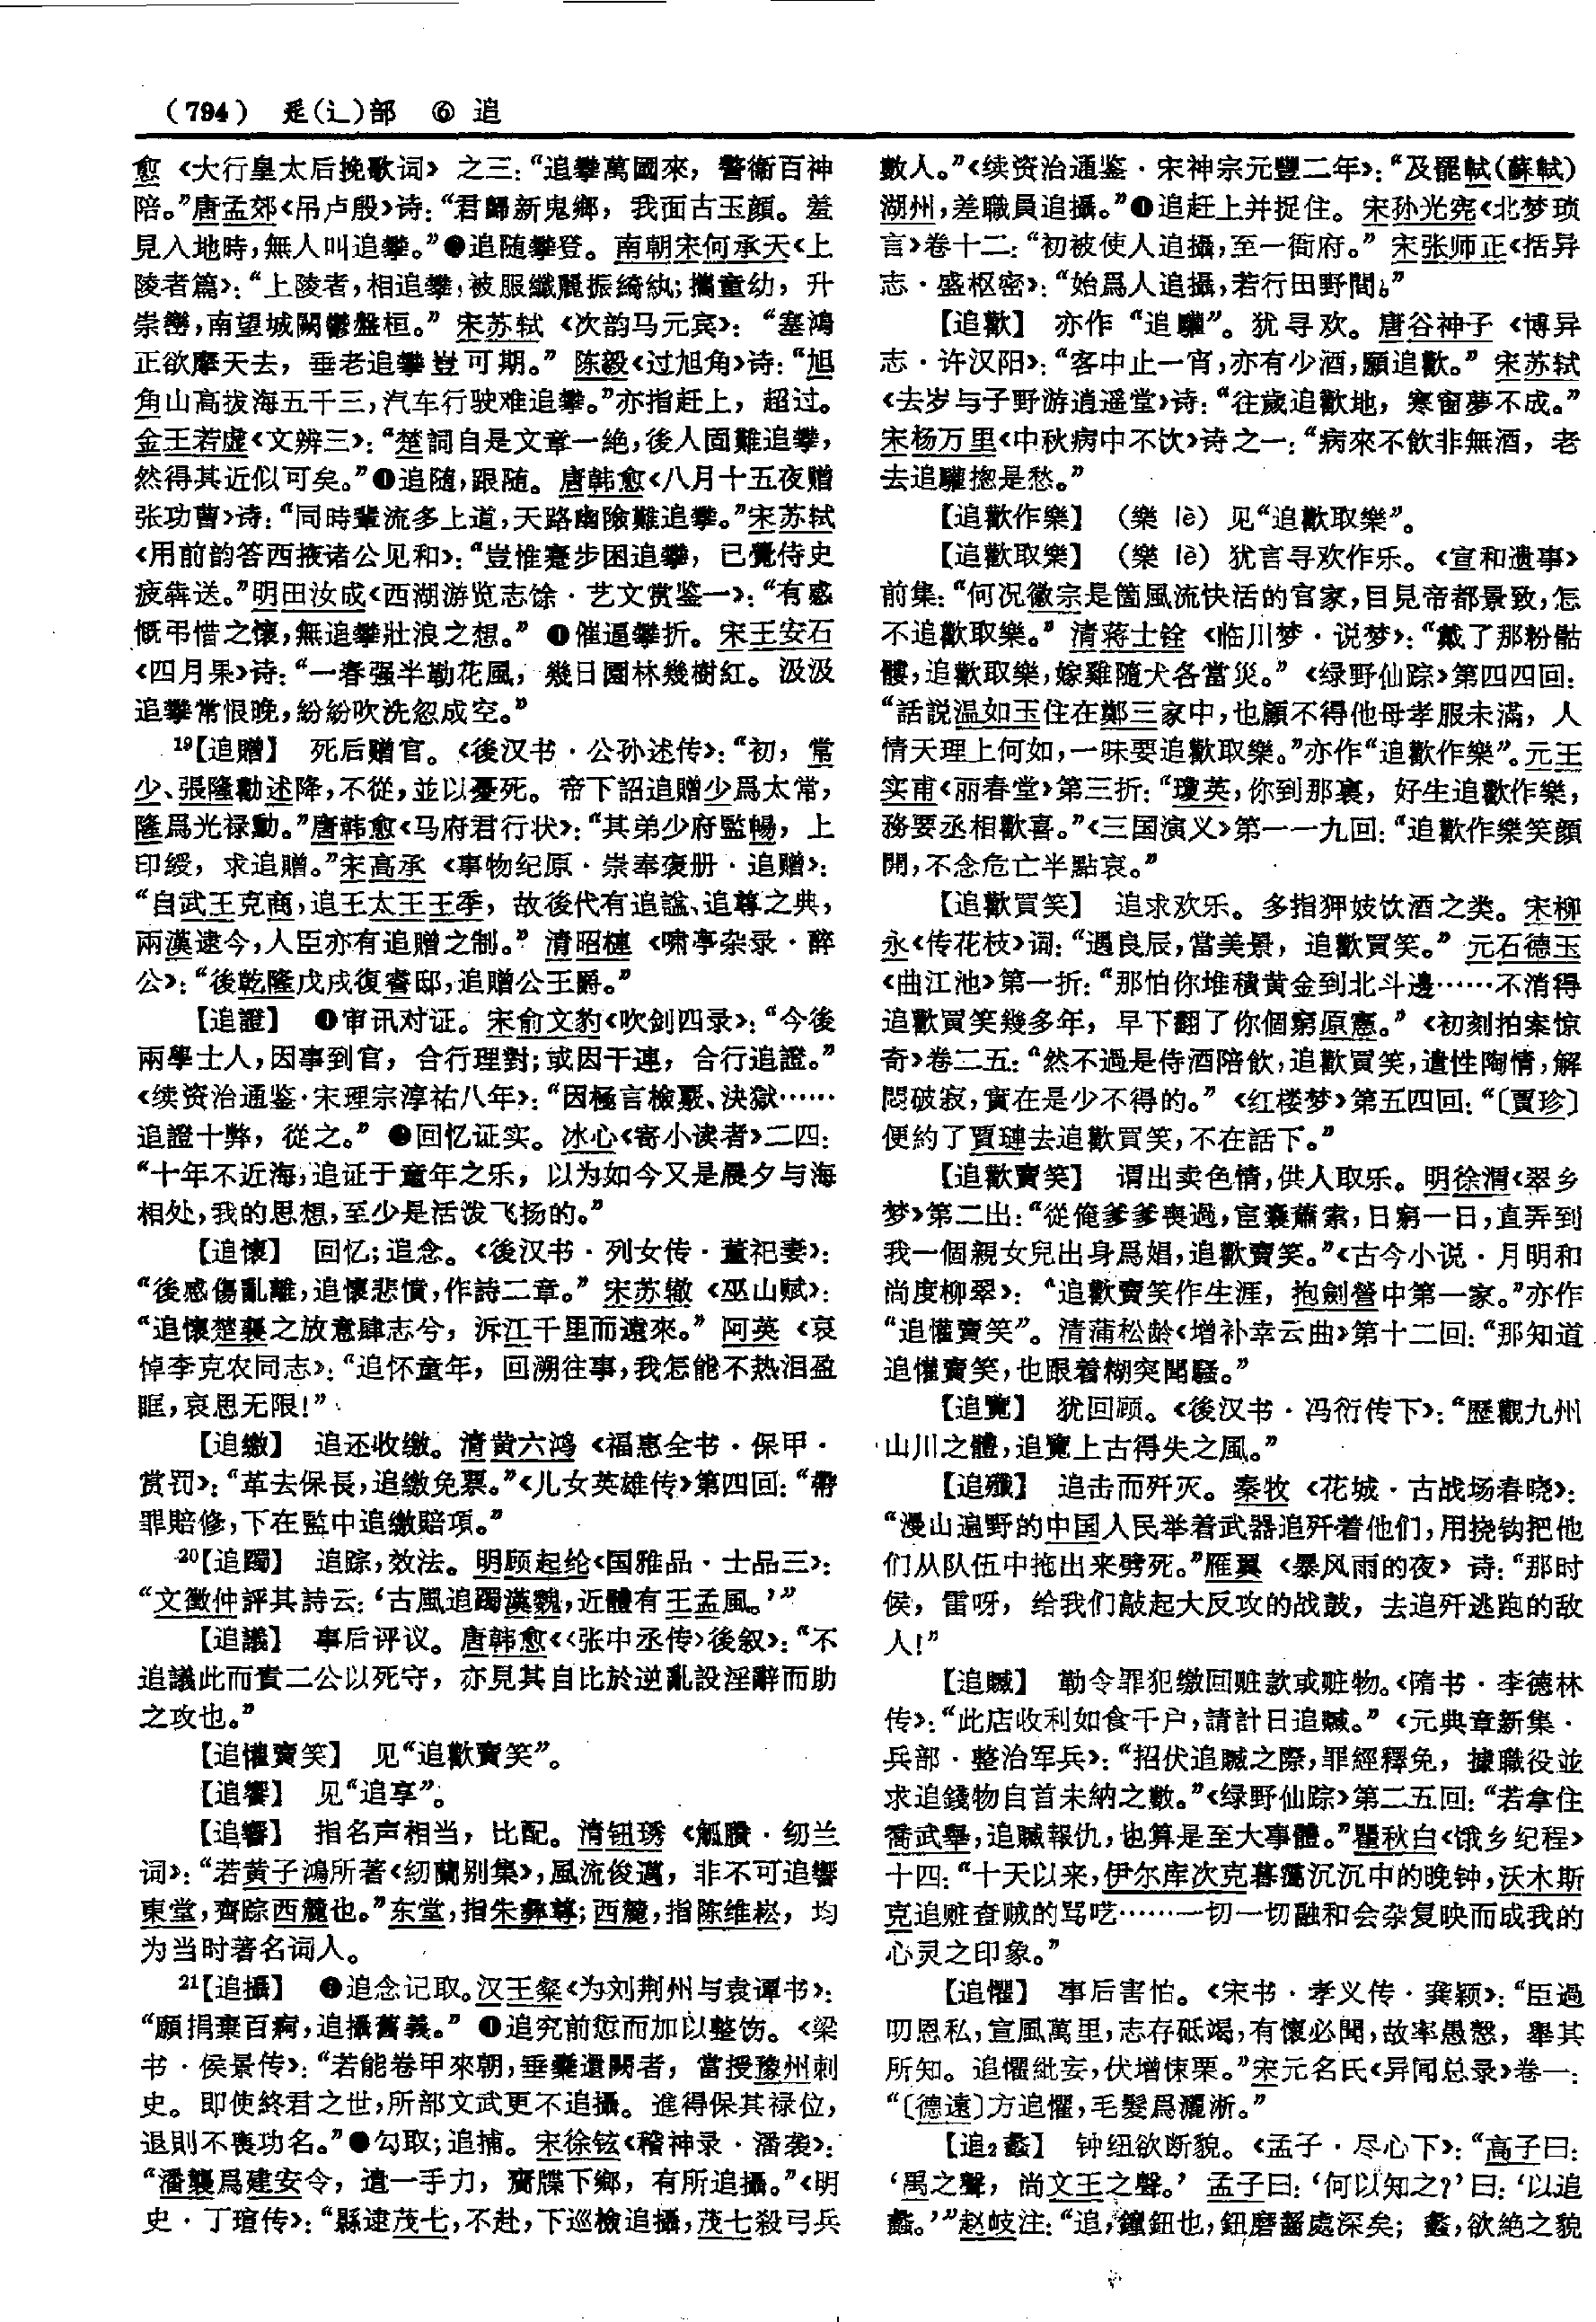 （794） 辵（辶）部 ⑥ 追
愈《大行皇太后挽歌词》之三：“追攀萬國來，警衛百神
陪。”唐孟郊《吊卢殷》诗：“君歸新鬼鄉，我面古玉顔。羞
見入地時，無人叫追攀。”❷追随攀登。南朝宋何承天《上
陵者篇》：“上陵者，相追攀，被服纖麗振綺紈；攜童幼，升
崇巒，南望城闕鬱盤桓。”宋苏轼《次韵马元宾》：“塞鴻
正欲摩天去，垂老追攀豈可期。”陈毅《过旭角》诗：“旭
角山高拔海五千三，汽车行驶难追攀。”亦指赶上，超过。
金王若虚《文辨三》：“楚詞自是文章一絶，後人固難追攀，
然得其近似可矣。”❸追随，跟随。唐韩愈《八月十五夜赠
张功曹》诗：“同時輩流多上道，天路幽險難追攀。”宋苏轼
《用前韵答西掖诸公见和》：“豈惟蹇步困追攀，已覺侍史
疲犇送。”明田汝成《西湖游览志馀·艺文赏鉴一》：“有感
慨弔惜之懷，無追攀壯浪之想。”❹催逼攀折。宋王安石
《四月果》诗：“一春强半勒花風，幾日園林幾樹紅。汲汲
追攀常恨晚，紛紛吹洗忽成空。”
19【追贈】 死后赠官。《後汉书·公孙述传》：“初，常
少、張隆勸述降，不從，並以憂死。帝下詔追贈少爲太常，
隆爲光禄勳。”唐韩愈《马府君行状》：“其弟少府監暢，上
印綬，求追贈。”宋高承《事物纪原·崇奉褒册·追赠》：
“自武王克商，追王太王王季，故後代有追諡、追尊之典，
兩漢逮今，人臣亦有追贈之制。”清昭槤《啸亭杂录·醉
公》：“後乾隆戊戌復睿邸，追贈公王爵。”
【追證】 ❶审讯对证。宋俞文豹《吹剑四录》：“今後
兩學士人，因事到官，合行理對；或因干連，合行追證。”
《续资治通鉴·宋理宗淳祐八年》：“因極言檢覈、決獄……
追證十弊，從之。”❷回忆证实。冰心《寄小读者》二四：
“十年不近海，追证于童年之乐，以为如今又是晨夕与海
相处，我的思想，至少是活泼飞扬的。”
【追懷】 回忆；追念。《後汉书·列女传·董祀妻》：
“後感傷亂離，追懷悲憤，作詩二章。”宋苏辙《巫山赋》：
“追懷楚襄之放意肆志兮，泝江千里而遠來。”阿英《哀
悼李克农同志》：“追怀童年，回溯往事，我怎能不热泪盈
眶，哀思无限！”
【追繳】 追还收缴。清黄六鸿《福惠全书·保甲·
赏罚》：“革去保長，追繳免票。”《儿女英雄传》第四回：“帶
罪賠修，下在監中追繳賠項。”
20【追躅】 追踪，效法。明顾起纶《国雅品·士品三》：
“文徵仲評其詩云：‘古風追躅漢魏，近體有王孟風。’”
【追議】 事后评议。唐韩愈《〈张中丞传〉後叙》：“不
追議此而責二公以死守，亦見其自比於逆亂設淫辭而助
之攻也。”
【追懽賣笑】 见“追歡賣笑”。
【追饗】 见“追享”。
【追響】 指名声相当，比配。清钮琇《觚賸·纫兰
词》：“若黄子鴻所著《紉蘭别集》，風流俊邁，非不可追響
東堂，齊踪西麓也。”东堂，指朱彝尊；西麓，指陈维崧，均
为当时著名词人。
21【追攝】 ❶追念记取。汉王粲《为刘荆州与袁谭书》：
“願捐棄百痾，追攝舊義。”❷追究前愆而加以整饬。《梁
书·侯景传》：“若能卷甲來朝，垂櫜還闕者，當授豫州刺
史。即使終君之世，所部文武更不追攝。進得保其禄位，
退則不喪功名。”❸勾取；追捕。宋徐铉《稽神录·潘袭》：
“潘襲爲建安令，遣一手力，齎牒下鄉，有所追攝。”《明
史·丁瑄传》：“縣逮茂七，不赴，下巡檢追攝，茂七殺弓兵
數人。”《续资治通鉴·宋神宗元豐二年》：“及罷軾（蘇軾）
湖州，差職員追攝。”❹追赶上并捉住。宋孙光宪《北梦琐
言》卷十二：“初被使人追攝，至一衙府。”宋张师正《括异
志·盛枢密》：“始爲人追攝，若行田野間。”
【追歡】 亦作“追驩”。犹寻欢。唐谷神子《博异
志·许汉阳》：“客中止一宵，亦有少酒，願追歡。”宋苏轼
《去岁与子野游逍遥堂》诗：“往歲追歡地，寒窗夢不成。”
宋杨万里《中秋病中不饮》诗之一：“病來不飲非無酒，老
去追驩揔是愁。”
【追歡作樂】 （樂 lè）见“追歡取樂”。
【追歡取樂】 （樂 lè）犹言寻欢作乐。《宣和遗事》
前集：“何况徽宗是箇風流快活的官家，目見帝都景致，怎
不追歡取樂。”清蒋士铨《临川梦·说梦》：“戴了那粉骷
髏，追歡取樂，嫁雞隨犬各當災。”《绿野仙踪》第四四回：
“話説温如玉住在鄭三家中，也顧不得他母孝服未滿，人
情天理上何如，一味要追歡取樂。”亦作“追歡作樂”。元王
实甫《丽春堂》第三折：“瓊英，你到那裏，好生追歡作樂，
務要丞相歡喜。”《三国演义》第一一九回：“追歡作樂笑顔
開，不念危亡半點哀。”
【追歡買笑】 追求欢乐。多指狎妓饮酒之类。宋柳
永《传花枝》词：“遇良辰，當美景，追歡買笑。”元石德玉
《曲江池》第一折：“那怕你堆積黄金到北斗邊……不消得
追歡買笑幾多年，早下翻了你個窮原憲。”《初刻拍案惊
奇》卷二五：“然不過是侍酒陪飲，追歡買笑，遣性陶情，解
悶破寂，實在是少不得的。”《红楼梦》第五四回：“〔賈珍〕
便約了賈璉去追歡買笑，不在話下。”
【追歡賣笑】 谓出卖色情，供人取乐。明徐渭《翠乡
梦》第二出：“從俺爹爹喪過，宦囊蕭索，日窮一日，直弄到
我一個親女兒出身爲娼，追歡賣笑。”《古今小说·月明和
尚度柳翠》：“追歡賣笑作生涯，抱劍營中第一家。”亦作
“追懽賣笑”。清蒲松龄《增补幸云曲》第十二回：“那知道
追懽賣笑，也跟着糊突閙騷。”
【追覽】 犹回顾。《後汉书·冯衍传下》：“歷觀九州
山川之體，追覽上古得失之風。”
【追殲】 追击而歼灭。秦牧《花城·古战场春晓》：
“漫山遍野的中国人民举着武器追歼着他们，用挠钩把他
们从队伍中拖出来劈死。”雁翼《暴风雨的夜》诗：“那时
候，雷呀，给我们敲起大反攻的战鼓，去追歼逃跑的敌
人！”
【追贓】 勒令罪犯缴回赃款或赃物。《隋书·李德林
传》：“此店收利如食千户，請計日追贓。”《元典章新集·
兵部·整治军兵》：“招伏追贓之際，罪經釋免，據職役並
求追錢物自首未納之數。”《绿野仙踪》第二五回：“若拿住
喬武舉，追贓報仇，也算是至大事體。”瞿秋白《饿乡纪程》
十四：“十天以来，伊尔库次克暮靄沉沉中的晚钟，沃木斯
克追赃查贼的骂呓……一切一切融和会杂复映而成我的
心灵之印象。”
【追懼】 事后害怕。《宋书·孝义传·龚颖》：“臣過
叨恩私，宣風萬里，志存砥竭，有懷必聞，故率愚慤，舉其
所知。追懼紕妄，伏增悚栗。”宋元名氏《异闻总录》卷一：
“〔德遠〕方追懼，毛髮爲灑淅。”
【追2蠡】 钟纽欲断貌。《孟子·尽心下》：“高子曰：
‘禹之聲，尚文王之聲。’孟子曰：‘何以知之？’曰：‘以追
蠡。’”赵岐注：“追，鐘鈕也，鈕磨齧處深矣；蠡，欲絶之貌